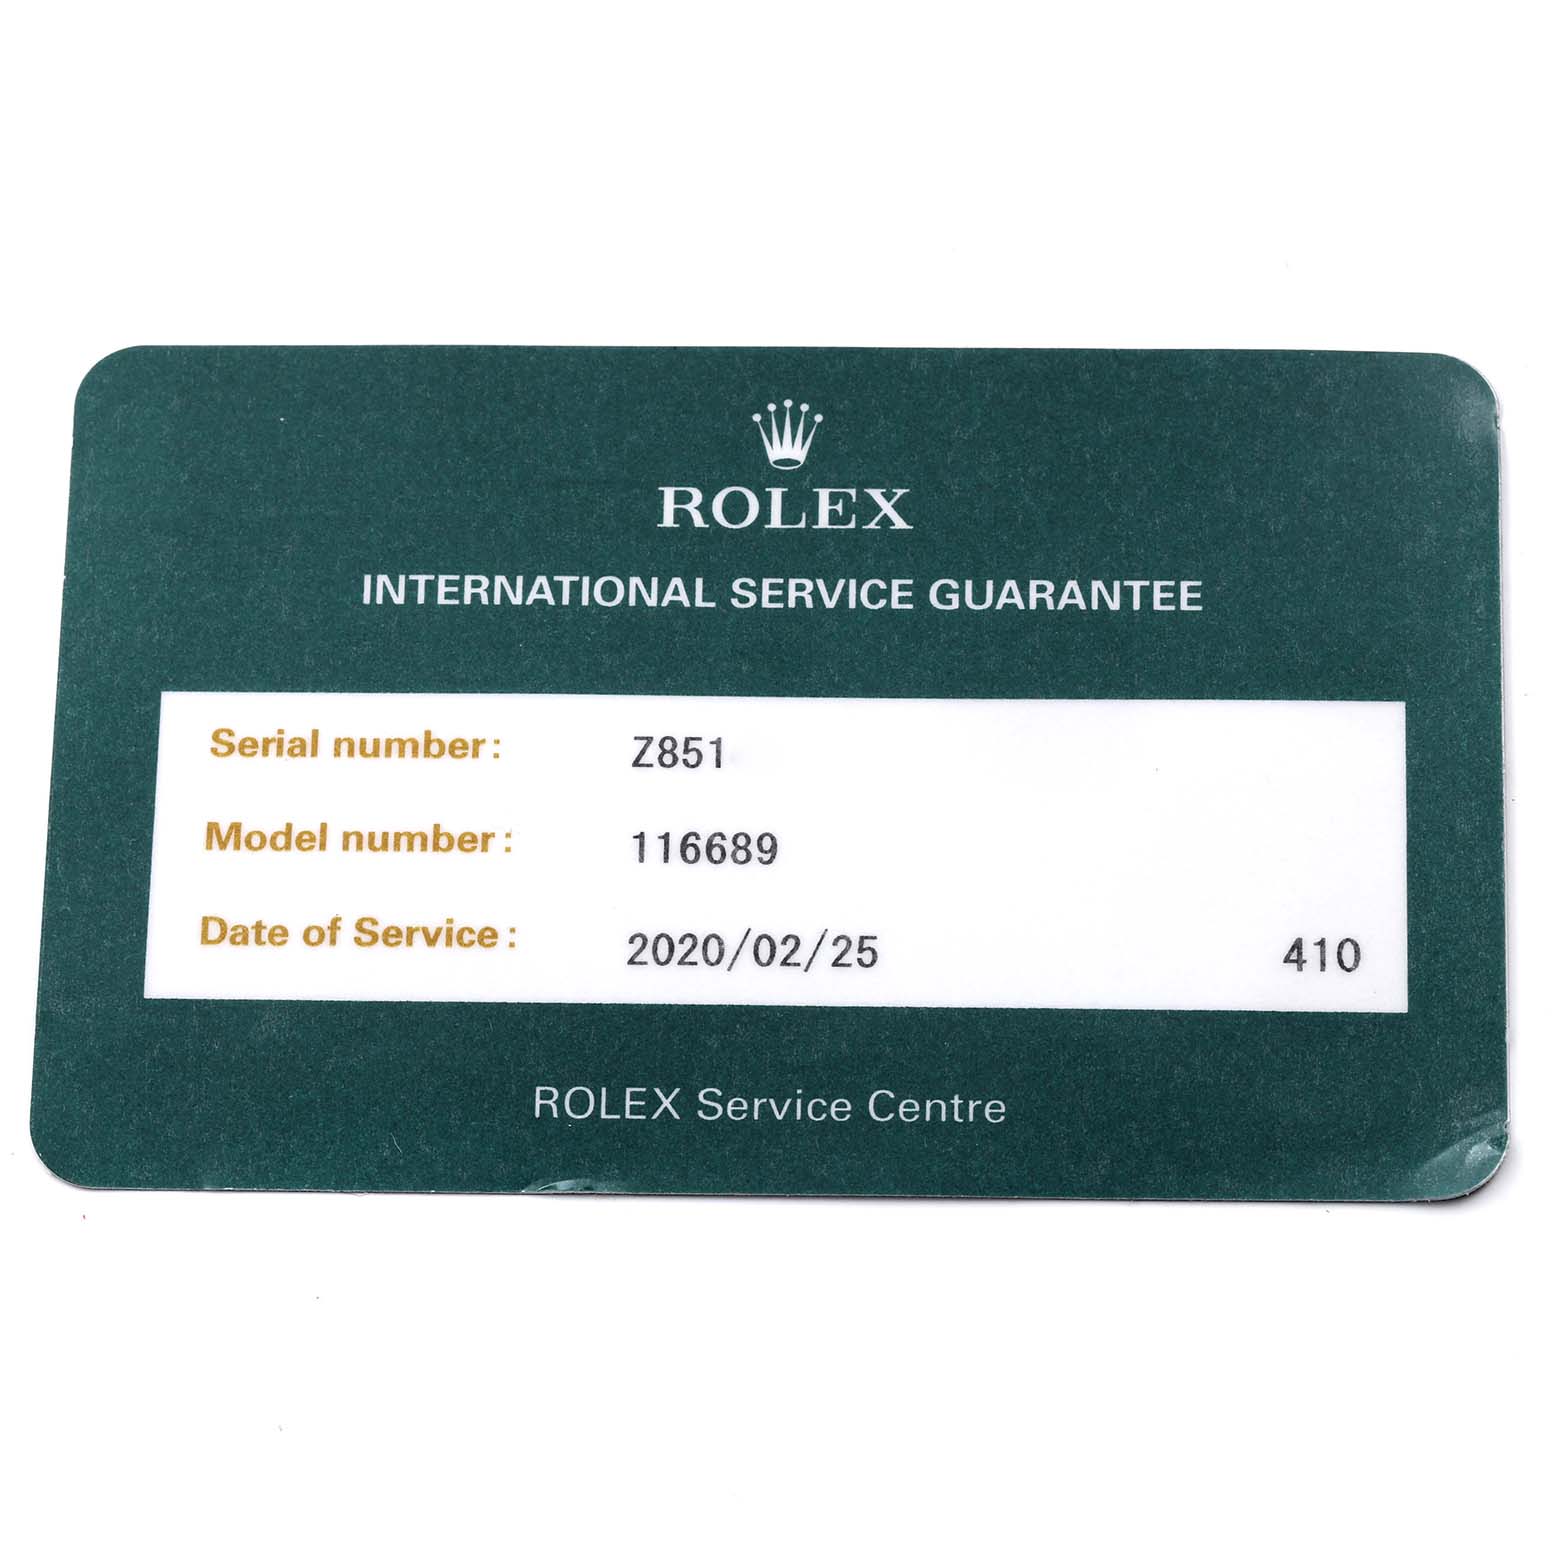 ROLEX
INTERNATIONAL SERVICE GUARANTEE
Serial number: Z851
Model number: 116689
Date of Service: 2020/02/25 410
ROLEX Service Centre